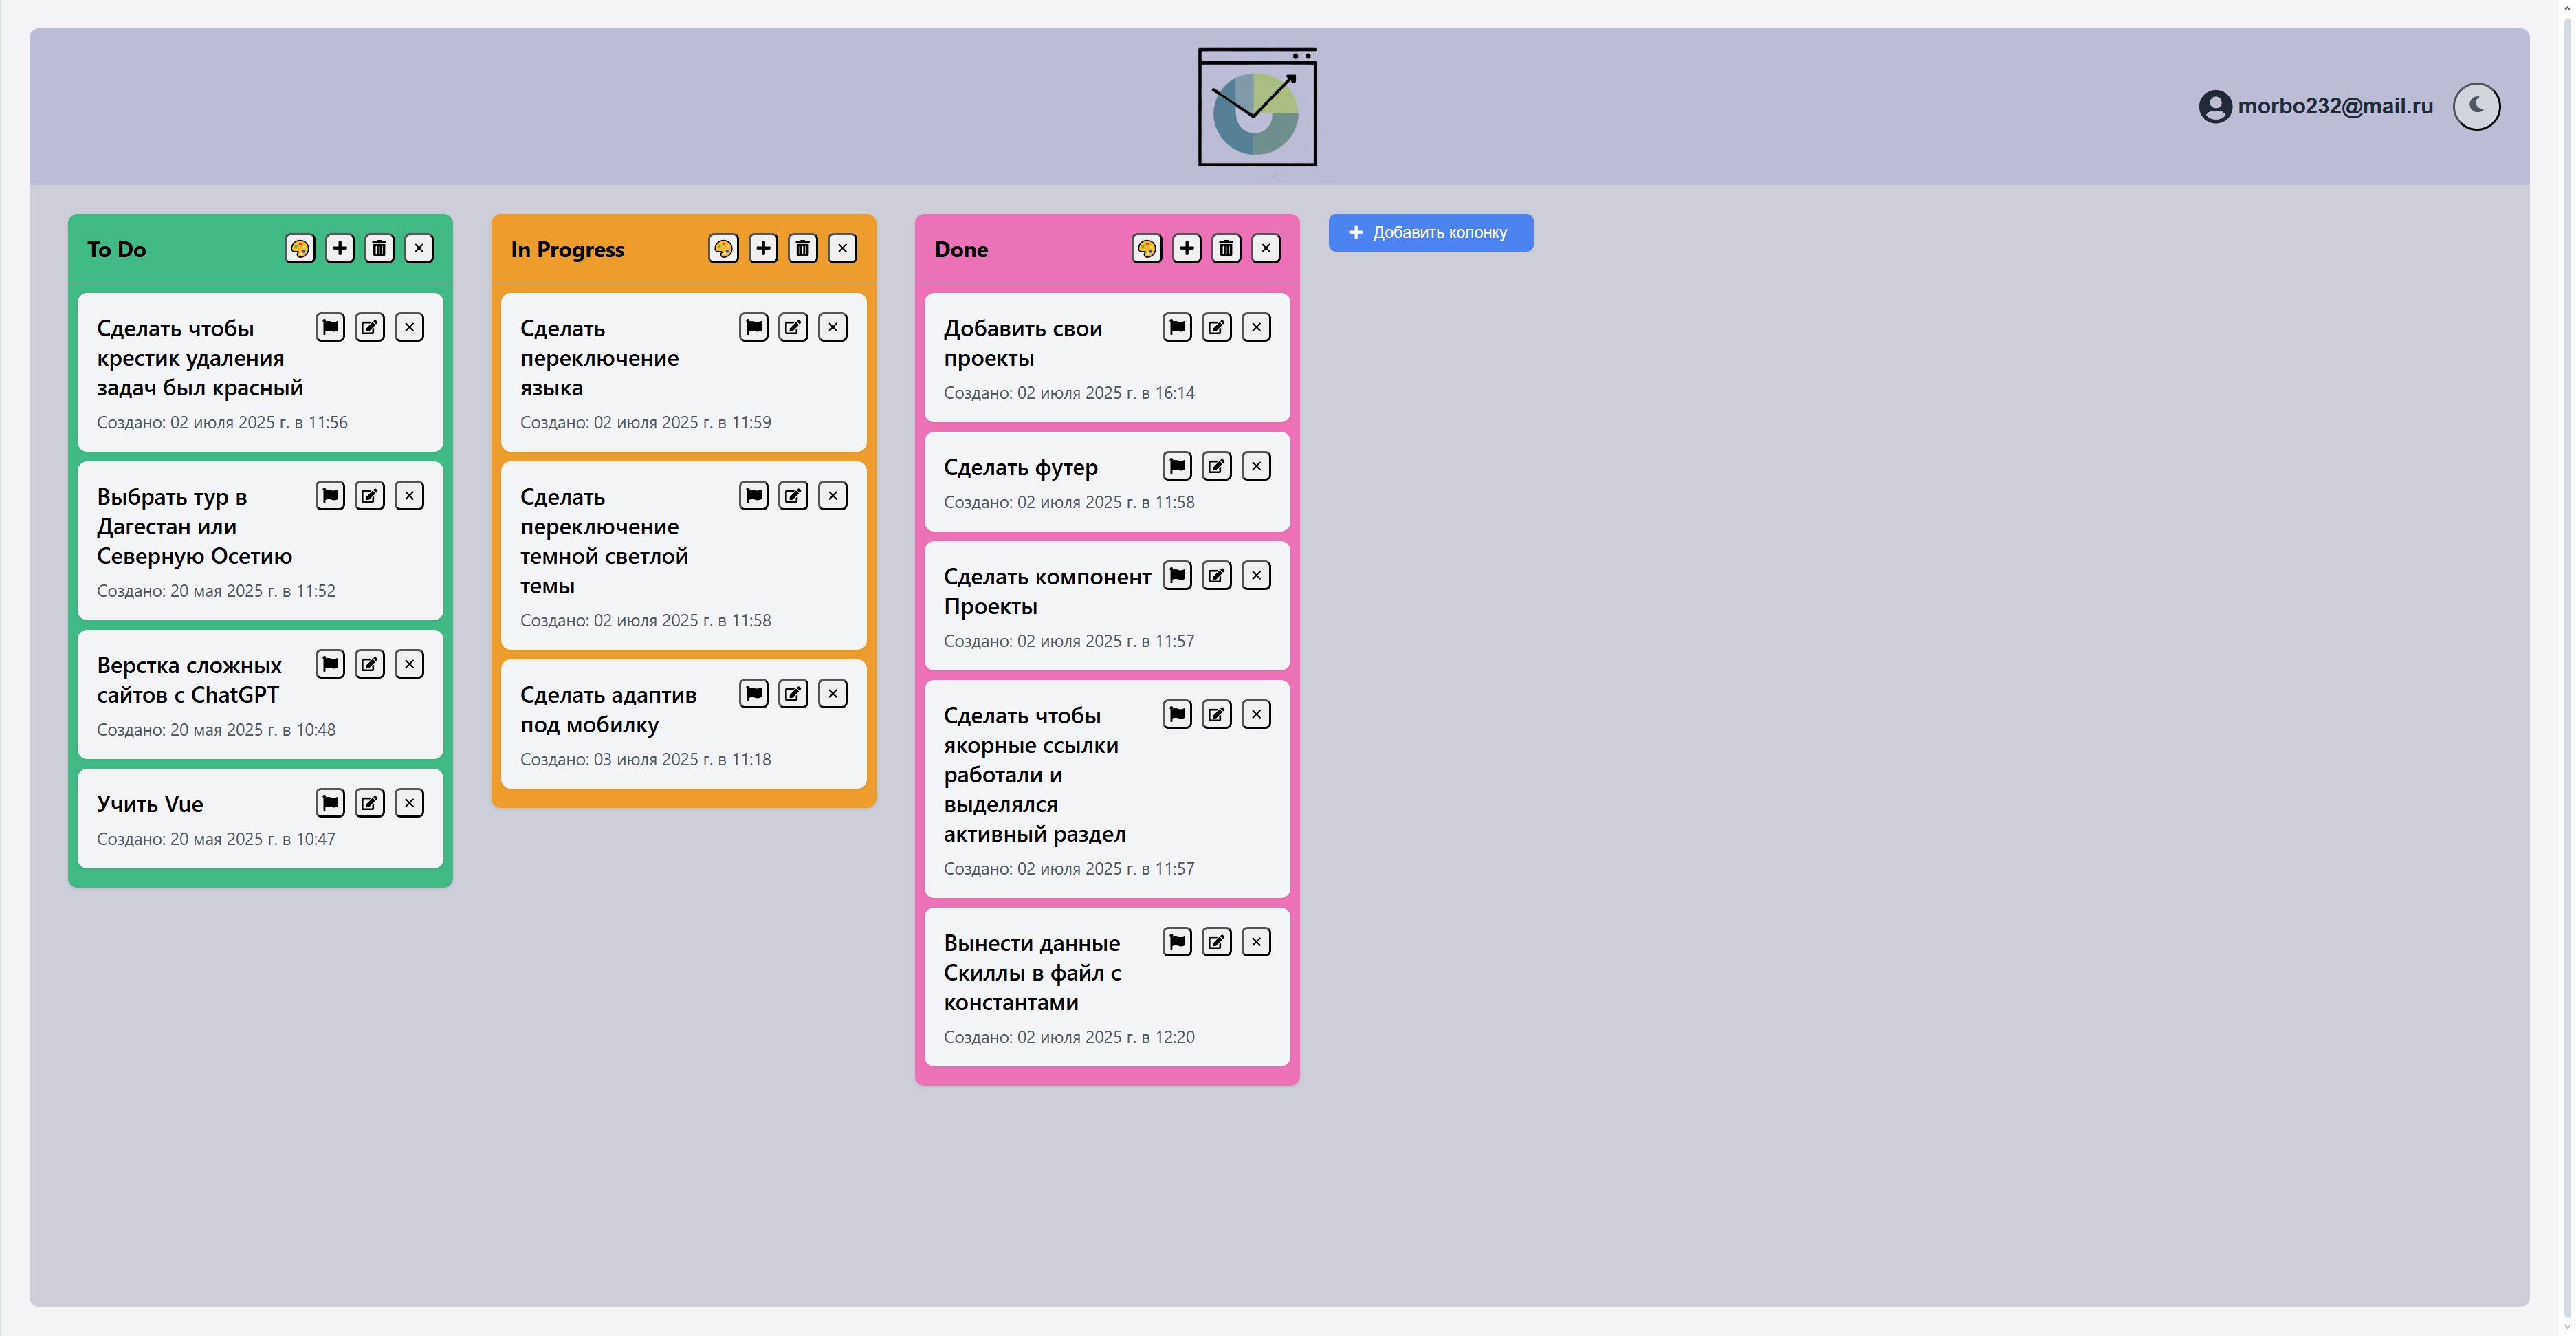 morbo232@mail.ru
To Do
Сделать чтобы
крестик удаления
задач был красный
Создано: 02 июля 2025 г. в 11:56
Выбрать тур в
Дагестан или
Северную Осетию
Создано: 20 мая 2025 г. в 11:52
Верстка сложных
сайтов с ChatGPT
Создано: 20 мая 2025 г. в 10:48
Учить Vue
Создано: 20 мая 2025 г. в 10:47
In Progress
Сделать
переключение
языка
Создано: 02 июля 2025 г. в 11:59
Сделать
переключение
темной светлой
темы
Создано: 02 июля 2025 г. в 11:58
Сделать адаптив
под мобилку
Создано: 03 июля 2025 г. в 11:18
Done
Добавить свои
проекты
Создано: 02 июля 2025 г. в 16:14
Сделать футер
Создано: 02 июля 2025 г. в 11:58
Сделать компонент
Проекты
Создано: 02 июля 2025 г. в 11:57
Сделать чтобы
якорные ссылки
работали и
выделялся
активный раздел
Создано: 02 июля 2025 г. в 11:57
Вынести данные
Скиллы в файл с
константами
Создано: 02 июля 2025 г. в 12:20
Добавить колонку